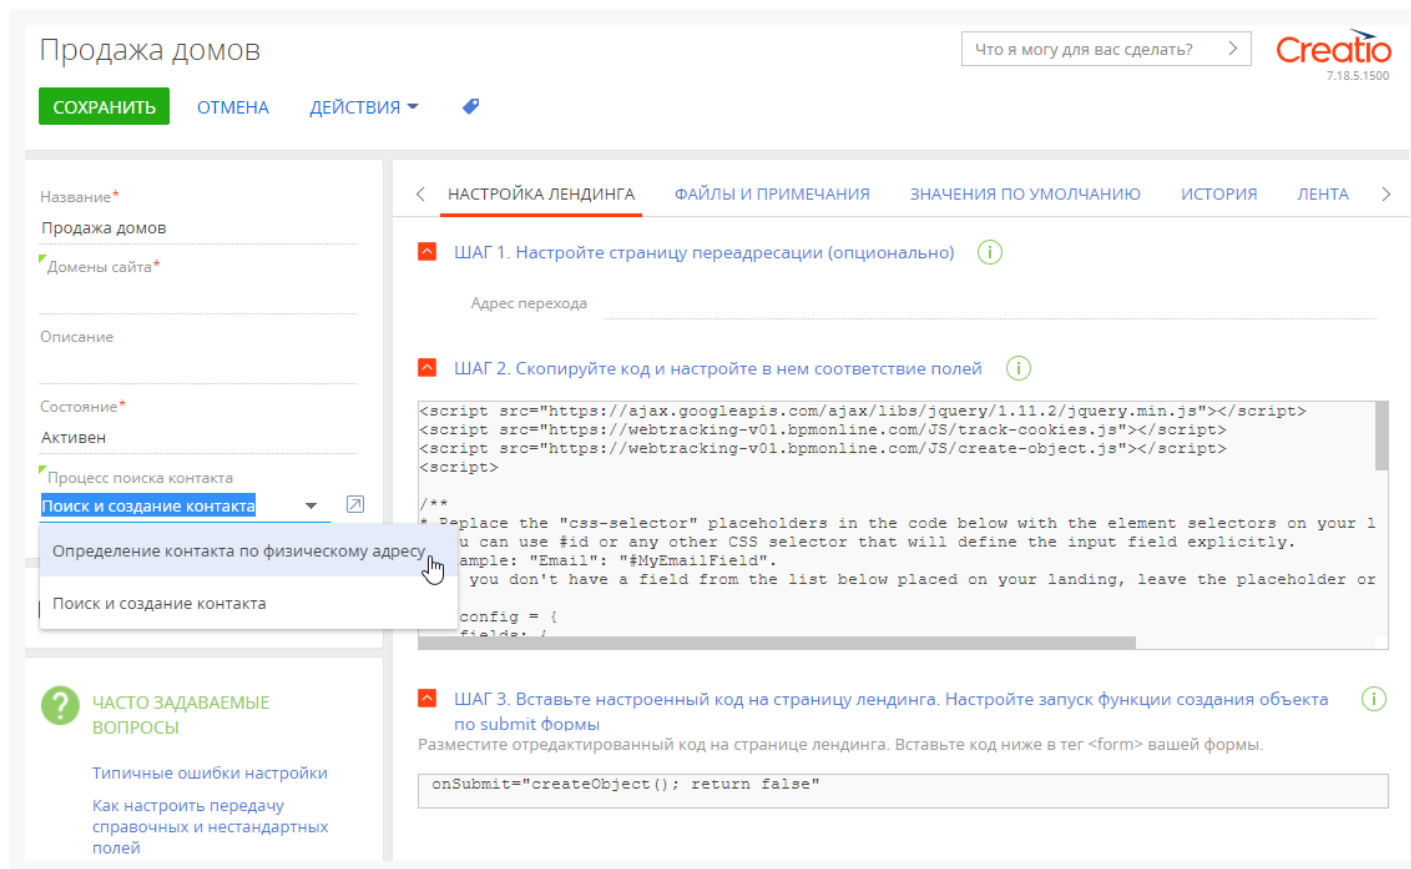 Продажа домов
Что я могу для вас сделать?
Creatio
7.18.5.1500
СОХРАНИТЬ
ОТМЕНА
ДЕЙСТВИЯ
Название*
Продажа домов
Домены сайта*
Описание
Состояние*
Активен
Процесс поиска контакта
Поиск и создание контакта
Определение контакта по физическому адресу
Поиск и создание контакта
ЧАСТО ЗАДАВАЕМЫЕ
ВОПРОСЫ
Типичные ошибки настройки
Как настроить передачу
справочных и нестандартных
полей
НАСТРОЙКА ЛЕНДИНГА
ФАЙЛЫ И ПРИМЕЧАНИЯ
ЗНАЧЕНИЯ ПО УМОЛЧАНИЮ
ИСТОРИЯ
ЛЕНТА
ШАГ 1. Настройте страницу переадресации (опционально)
Адрес перехода
ШАГ 2. Скопируйте код и настройте в нем соответствие полей
<script src="https://ajax.googleapis.com/ajax/libs/jquery/1.11.2/jquery.min.js"></script>
<script src="https://webtracking-v01.bpmonline.com/JS/track-cookies.js"></script>
<script src="https://webtracking-v01.bpmonline.com/JS/create-object.js"></script>
<script>
/**
* Replace the "css-selector" placeholders in the code below with the element selectors on your l
u can use #id or any other CSS selector that will define the input field explicitly.
ample: "Email": "#MyEmailField".
you don't have a field from the list below placed on your landing, leave the placeholder or
config = {
fields: {
ШАГ 3. Вставьте настроенный код на страницу лендинга. Настройте запуск функции создания объекта
по submit формы
Разместите отредактированный код на странице лендинга. Вставьте код ниже в тег <form> вашей формы.
onSubmit="createObject(); return false"